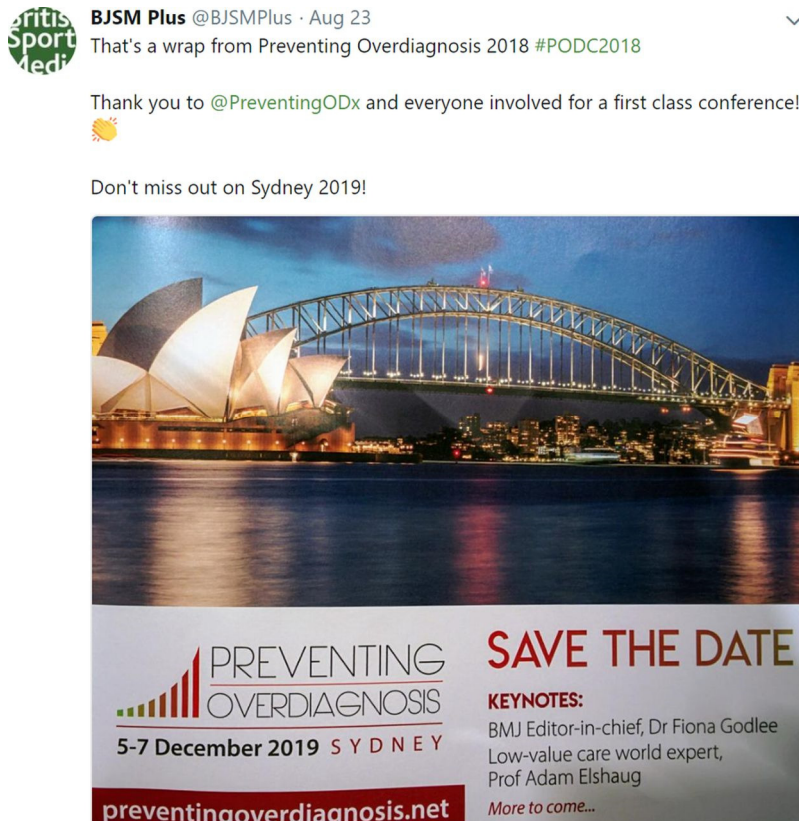 BJSM Plus @BJSMPlus · Aug 23
That's a wrap from Preventing Overdiagnosis 2018 #PODC2018
Thank you to @PreventingODx and everyone involved for a first class conference!
Don't miss out on Sydney 2019!
PREVENTING
OVERDIAGNOSIS
5-7 December 2019 SYDNEY
preventingoverdiagnosis.net
SAVE THE DATE
KEYNOTES:
BMJ Editor-in-chief, Dr Fiona Godlee
Low-value care world expert,
Prof Adam Elshaug
More to come...